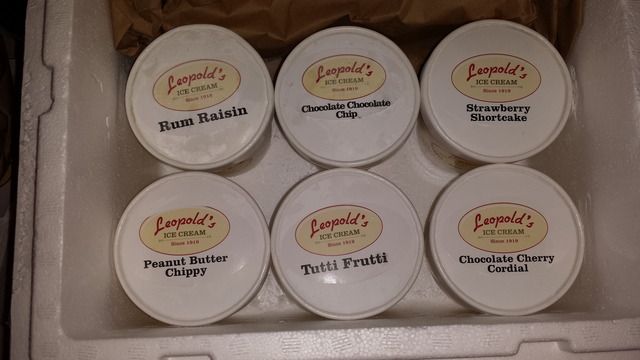 Leopold's
ICE CREAM
Since 1919
Rum Raisin
Leopold's
ICE CREAM
Since 1919
Chocolate Chocolate
Chip
Leopold's
ICE CREAM
Since 1919
Strawberry
Shortcake
Leopold's
ICE CREAM
Since 1919
Peanut Butter
Chippy
Leopold's
ICE CREAM
Since 1919
Tutti Frutti
Leopold's
ICE CREAM
Since 1919
Chocolate Cherry
Cordial